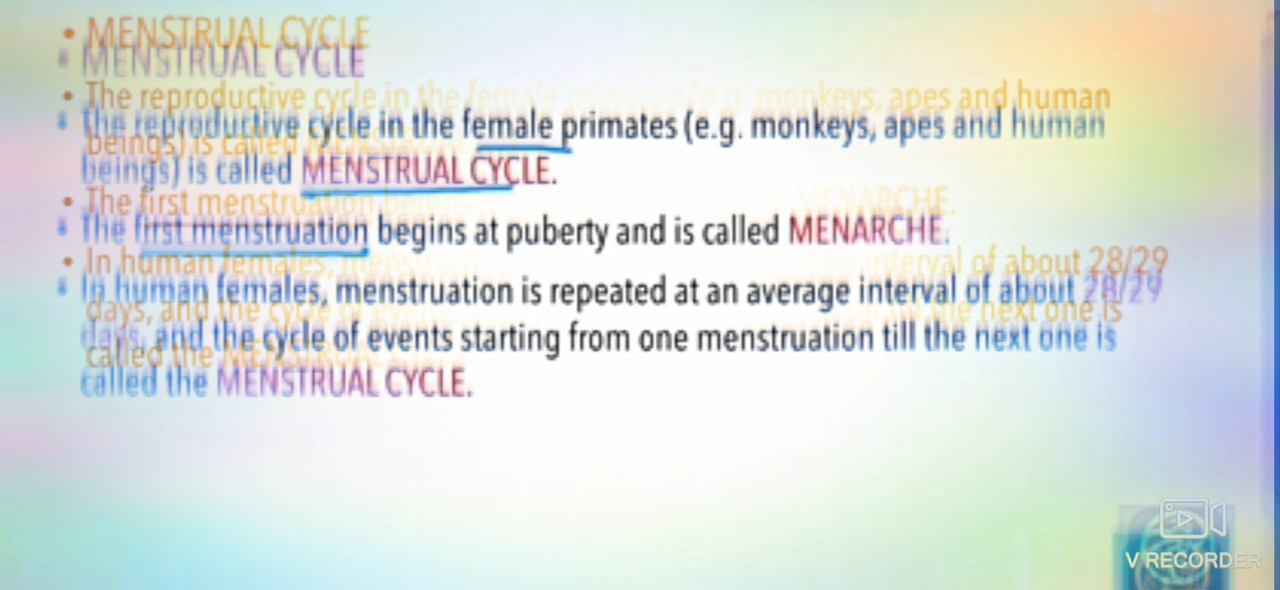 • MENSTRUAL CYCLE
• The reproductive cycle in the female primates (e.g. monkeys, apes and human
beings) is called MENSTRUAL CYCLE.
• The first menstruation begins at puberty and is called MENARCHE.
• In human females, menstruation is repeated at an average interval of about 28/29
days, and the cycle of events starting from one menstruation till the next one is
called the MENSTRUAL CYCLE.
V RECORDER